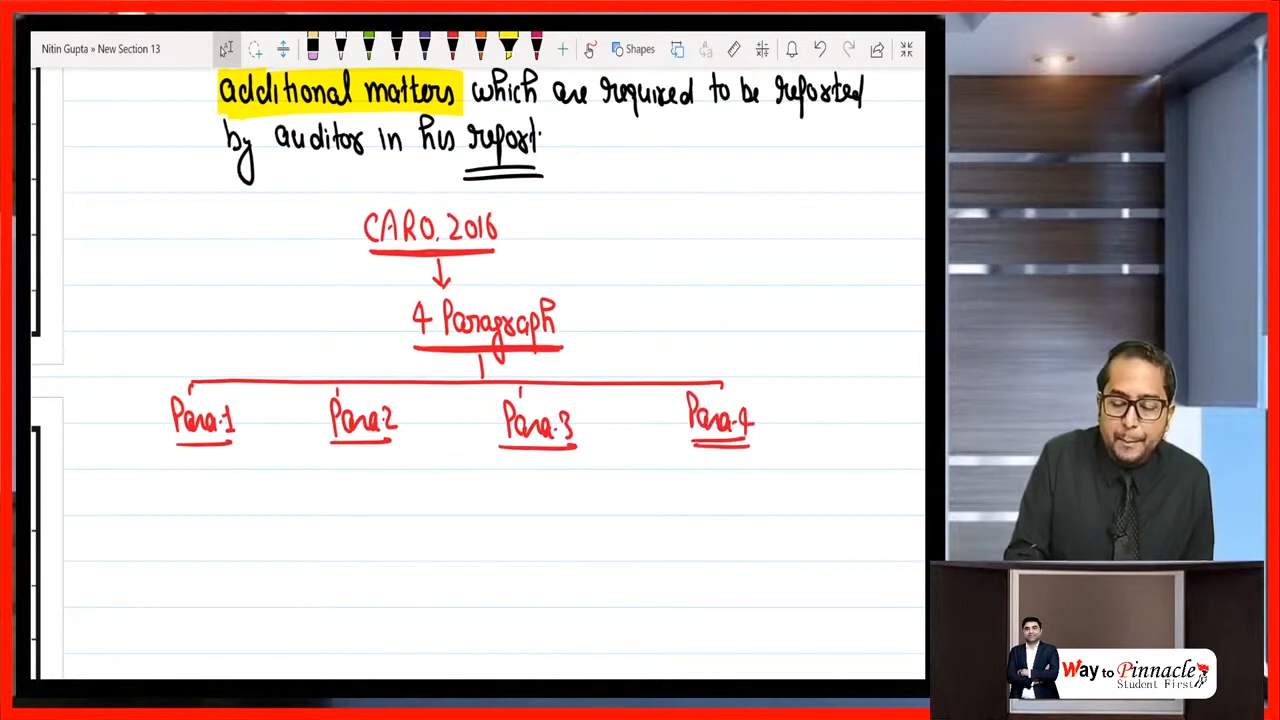 Nitin Gupta » New Section 13
Shapes
additional matters which are required to be reported
by auditor in his report.
CARO, 2016
4 Paragraph
Para.1 Para.2 Para.3 Para.4
Way to Pinnacle
Student First